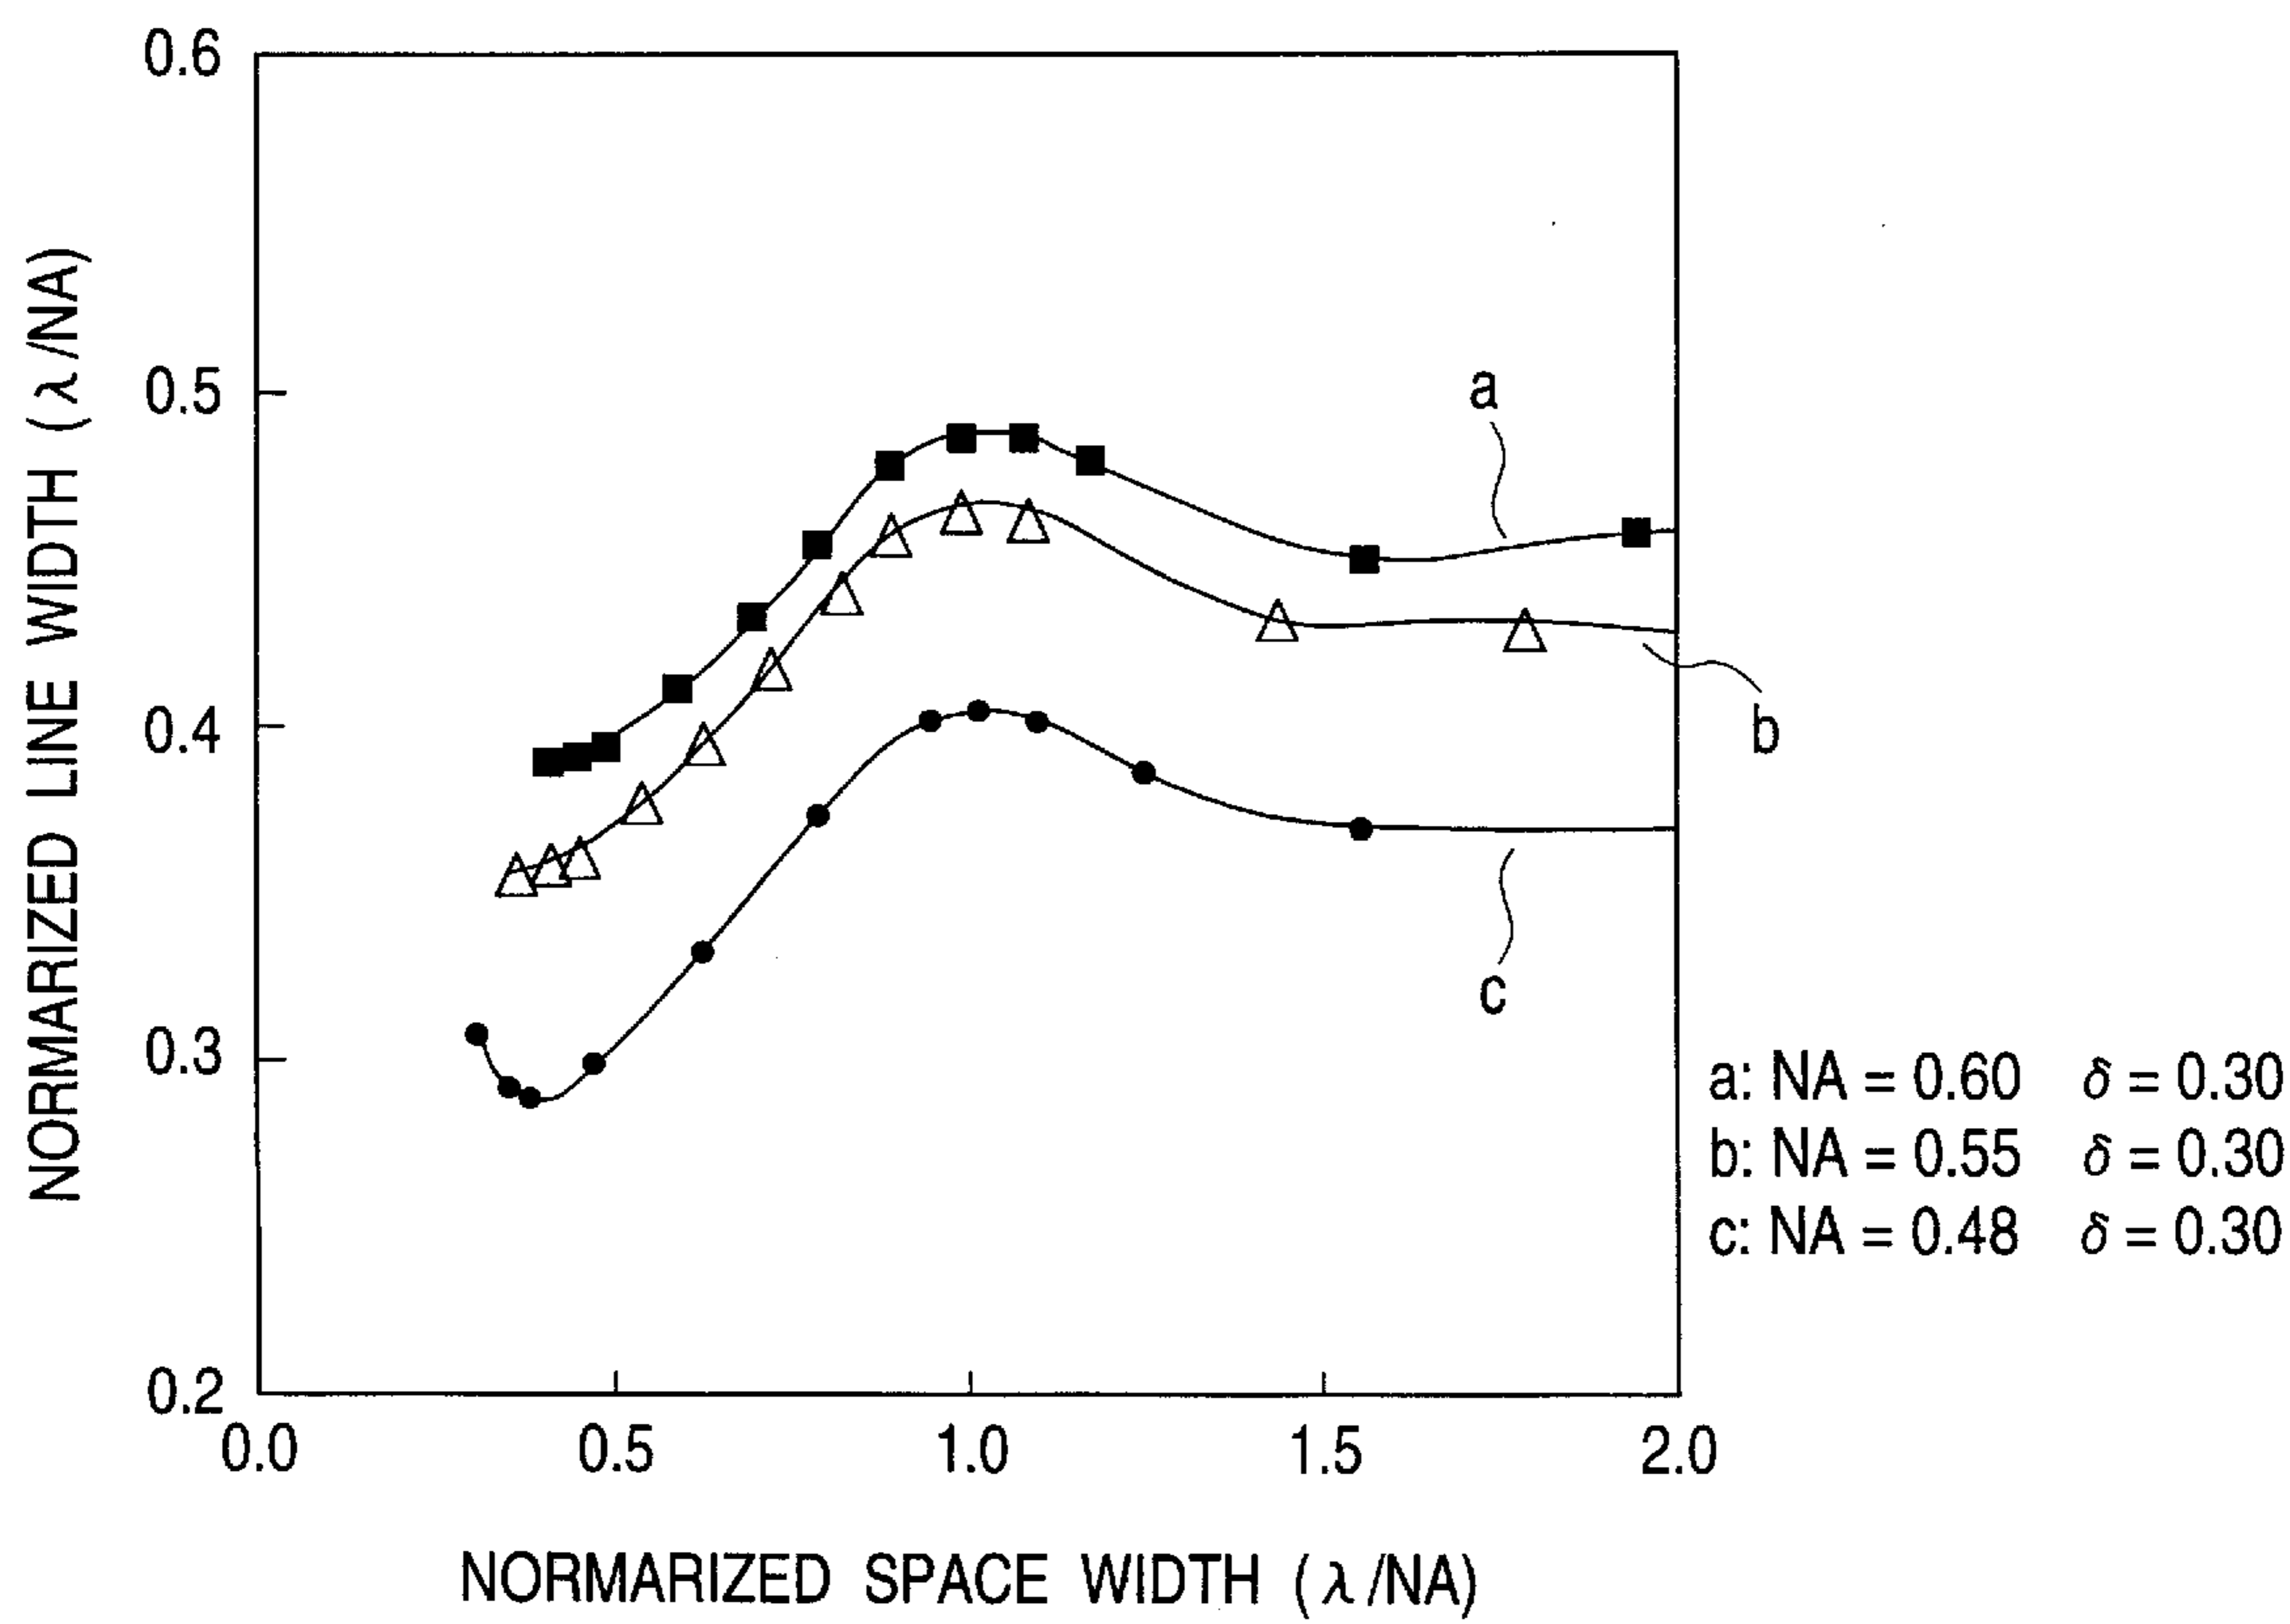 0.6
0.5
0.4
0.3
0.2
0.0
0.5
1.0
1.5
2.0
NORMARIZED LINE WIDTH (λ/NA)
NORMARIZED SPACE WIDTH (λ/NA)
a
b
c
a: NA = 0.60 δ = 0.30
b: NA = 0.55 δ = 0.30
c: NA = 0.48 δ = 0.30